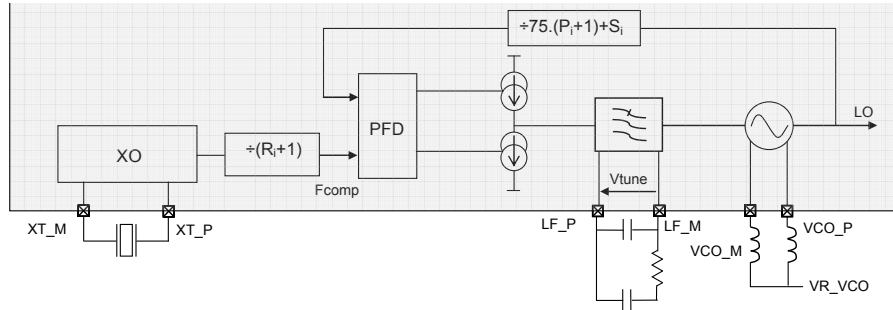 ÷75.(Pᵢ+1)+Sᵢ
LO
PFD
XO
÷(Rᵢ+1)
Fcomp
Vtune
XT_M
XT_P
LF_P
LF_M
VCO_M
VCO_P
VR_VCO